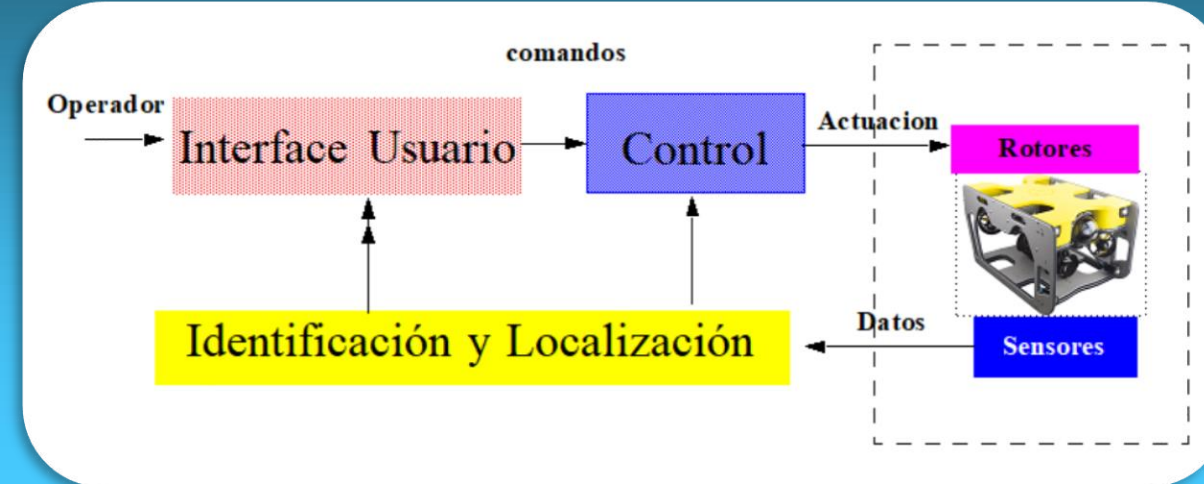 comandos
Operador
Interface Usuario
Control
Actuacion
Rotores
Identificación y Localización
Datos
Sensores